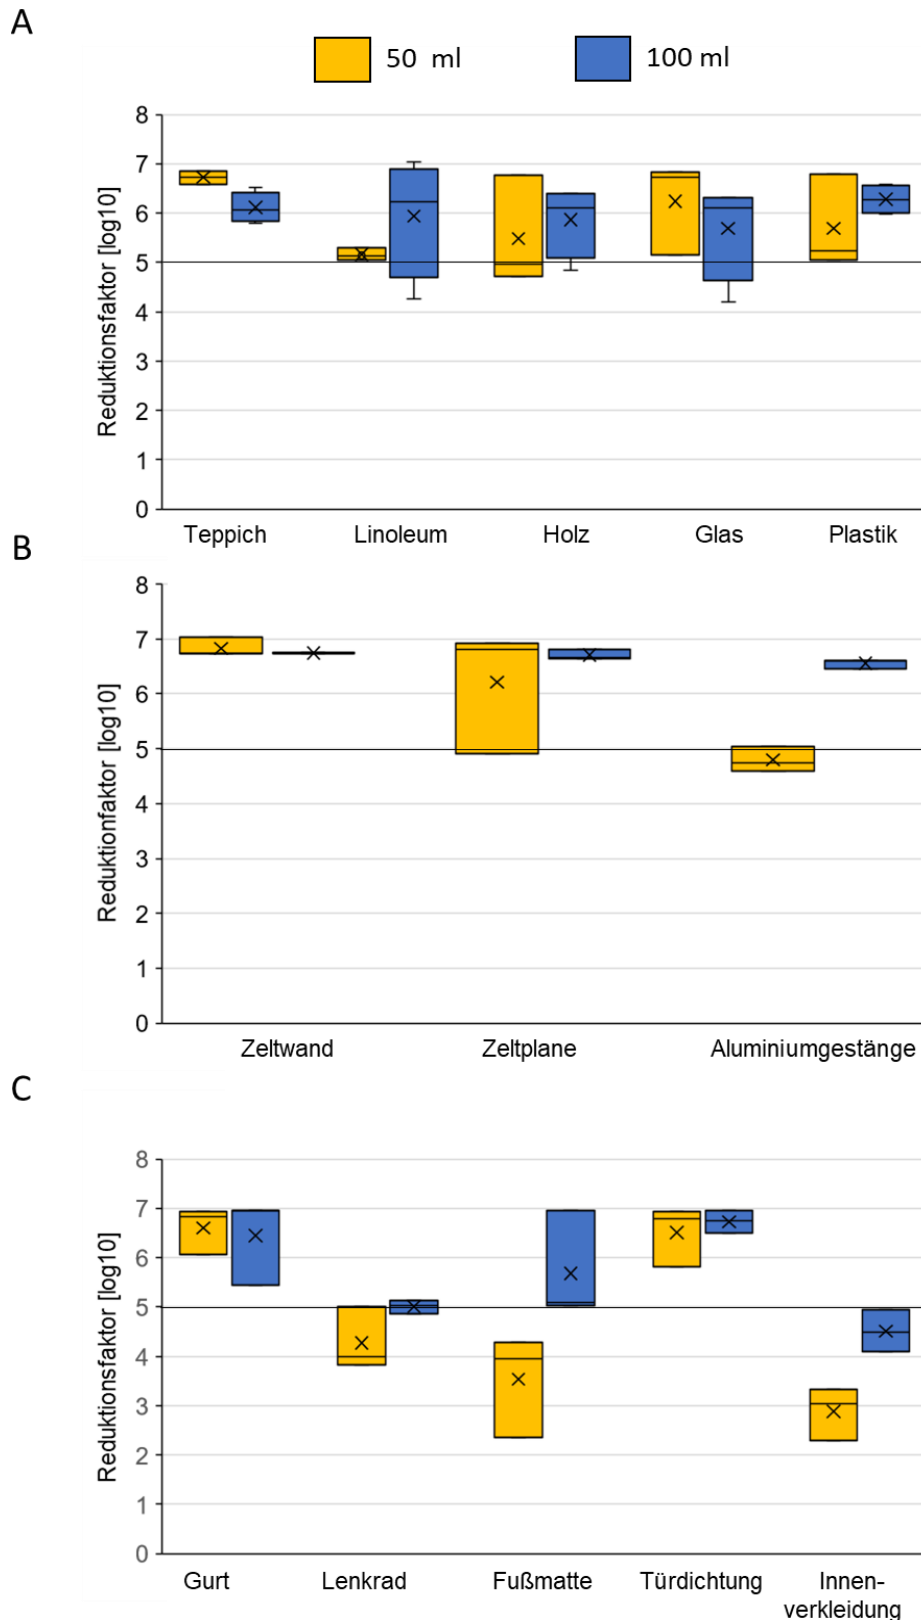 A
50 ml
100 ml
Reduktionsfaktor [log10]
8
7
6
5
4
3
2
1
0
Teppich
Linoleum
Holz
Glas
Plastik
B
Reduktionfaktor [log10]
8
7
6
5
4
3
2
1
0
Zeltwand
Zeltplane
Aluminiumgestänge
C
Reduktionsfaktor [log10]
8
7
6
5
4
3
2
1
0
Gurt
Lenkrad
Fußmatte
Türdichtung
Innen-
verkleidung